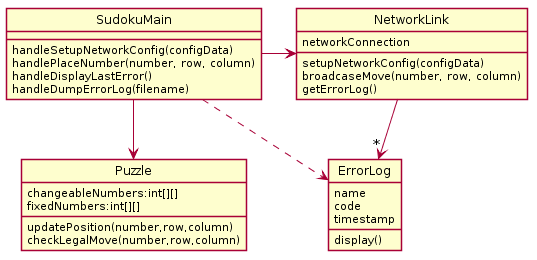 SudokuMain
handleSetupNetworkConfig(configData)
handlePlaceNumber(number, row, column)
handleDisplayLastError()
handleDumpErrorLog(filename)
NetworkLink
networkConnection
setupNetworkConfig(configData)
broadcaseMove(number, row, column)
getErrorLog()
*
Puzzle
changeableNumbers:int[][]
fixedNumbers:int[][]
updatePosition(number,row,column)
checkLegalMove(number,row,column)
ErrorLog
name
code
timestamp
display()